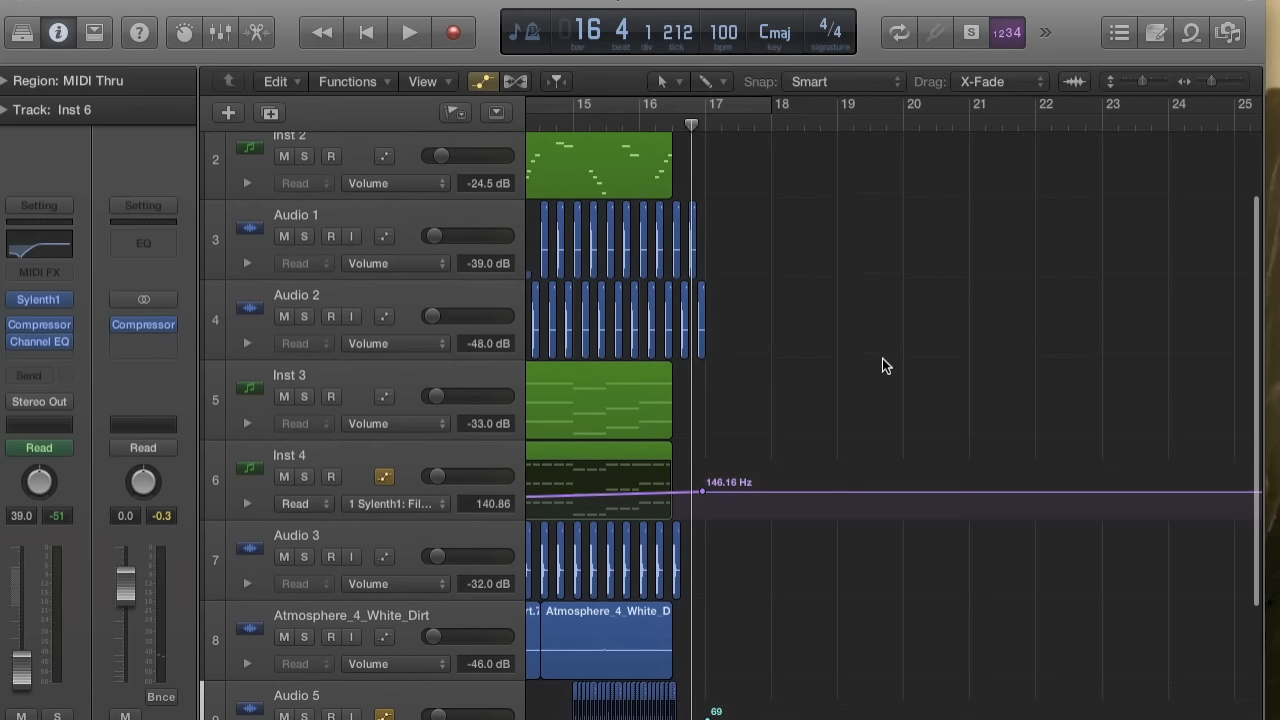 16 4 1 212 100 Cmaj 4/4
bar beat div tick bpm key signature
S 1234
Region: MIDI Thru
Track: Inst 6
Edit Functions View Snap: Smart Drag: X-Fade
15 16 17 18 19 20 21 22 23 24 25
Setting Setting
EQ
MIDI FX
Sylenth1
Compressor Compressor
Channel EQ
Send
Stereo Out
Read Read
39.0 -51 0.0 -0.3
Bnce
M S M
2 Inst 2
M S R
Read Volume -24.5 dB
3 Audio 1
M S R I
Read Volume -39.0 dB
4 Audio 2
M S R I
Read Volume -48.0 dB
5 Inst 3
M S R
Read Volume -33.0 dB
6 Inst 4
M S R
Read 1 Sylenth1: Fil... 140.86
146.16 Hz
7 Audio 3
M S R I
Read Volume -32.0 dB
8 Atmosphere_4_White_Dirt
M S R I
Read Volume -46.0 dB
rt.7 Atmosphere_4_White_D
Audio 5
M S R I
69